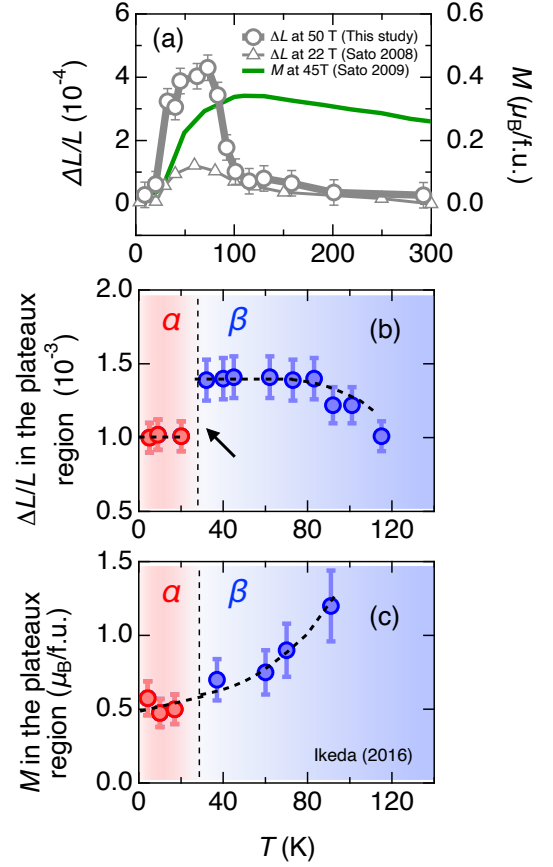 (a)
ΔL at 50 T (This study)
ΔL at 22 T (Sato 2008)
M at 45T (Sato 2009)
ΔL/L (10⁻⁴)
6
4
2
0
M (μB/f.u.)
0.6
0.4
0.2
0.0
0 100 200 300
(b)
α β
ΔL/L in the plateaux
region (10⁻³)
2.0
1.5
1.0
0.5
0 40 80 120
(c)
α β
M in the plateaux
region (μB/f.u.)
1.5
1.0
0.5
0.0
Ikeda (2016)
0 40 80 120
T (K)